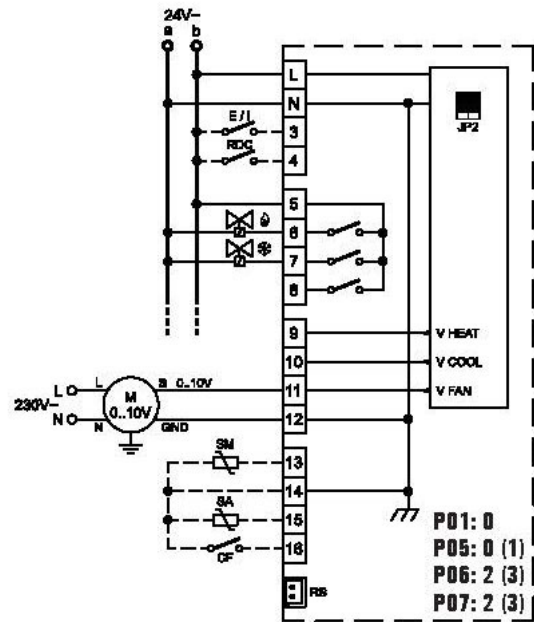 24V~
a b
L
N
JP2
E / I
3
RDC
4
5
6
7
8
9 V HEAT
10 V COOL
L L S 0..10V 11 V FAN
M
0..10V
230V~
N N GND 12
SM 13
14
SA 15
CF 16
RS
P01: 0
P05: 0 (1)
P06: 2 (3)
P07: 2 (3)